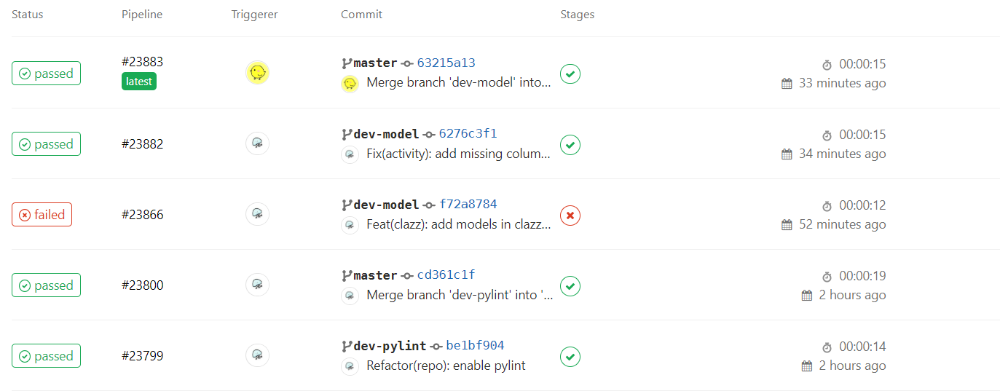 Status Pipeline Triggerer Commit Stages
passed #23883 master 63215a13 00:00:15
latest Merge branch 'dev-model' into... 33 minutes ago
passed #23882 dev-model 6276c3f1 00:00:15
Fix(activity): add missing colum... 34 minutes ago
failed #23866 dev-model f72a8784 00:00:12
Feat(clazz): add models in clazz... 52 minutes ago
passed #23800 master cd361c1f 00:00:19
Merge branch 'dev-pylint' into '... 2 hours ago
passed #23799 dev-pylint be1bf904 00:00:14
Refactor(repo): enable pylint 2 hours ago